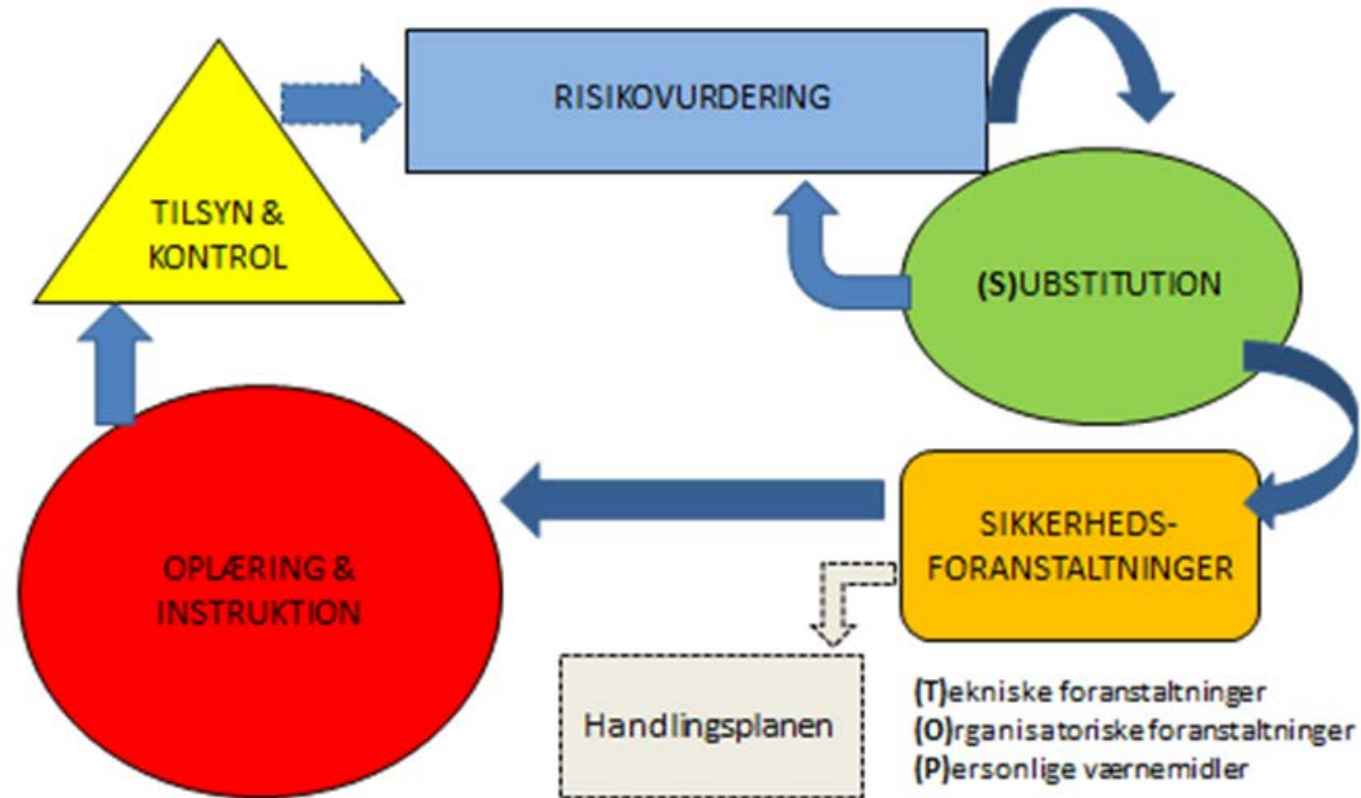 RISIKOVURDERING
TILSYN &
KONTROL
(S)UBSTITUTION
SIKKERHEDS-
FORANSTALTNINGER
OPLÆRING &
INSTRUKTION
Handlingsplanen
(T)ekniske foranstaltninger
(O)rganisatoriske foranstaltninger
(P)ersonlige værnemidler